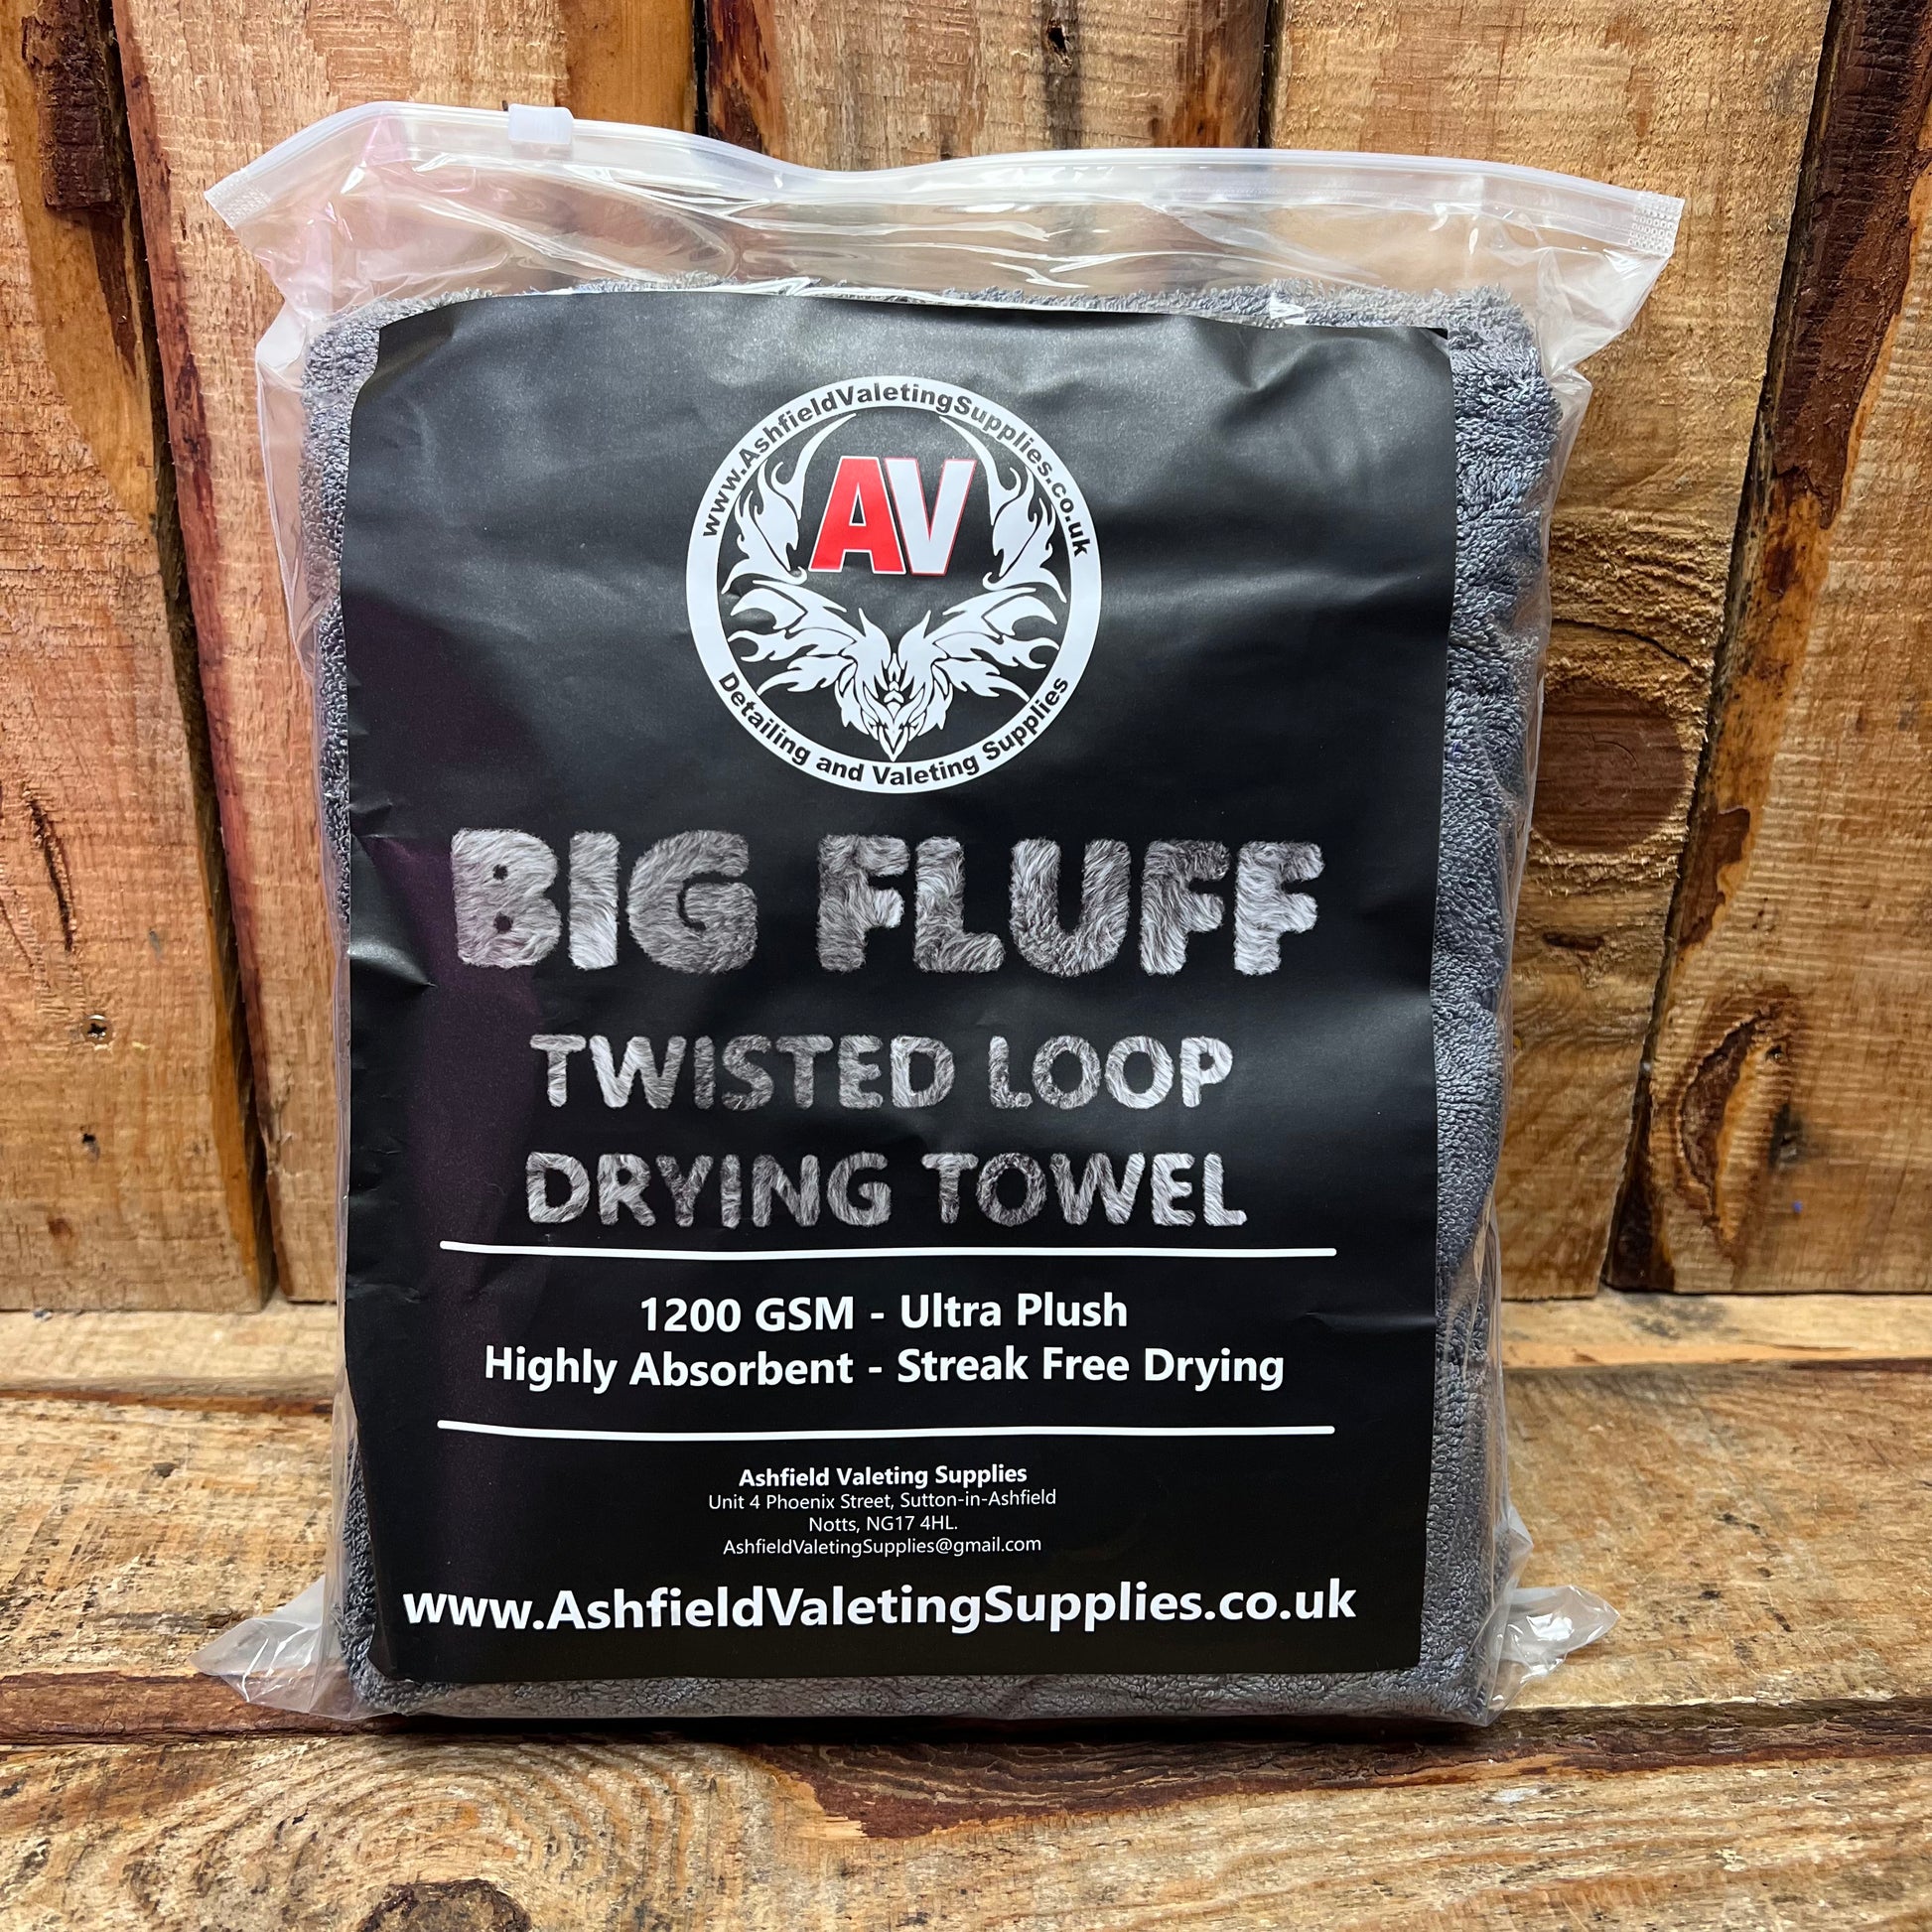 www.AshfieldValetingSupplies.co.uk
AV
Detailing and Valeting Supplies
BIG FLUFF
TWISTED LOOP
DRYING TOWEL
1200 GSM - Ultra Plush
Highly Absorbent - Streak Free Drying
Ashfield Valeting Supplies
Unit 4 Phoenix Street, Sutton-in-Ashfield
Notts, NG17 4HL.
AshfieldValetingSupplies@gmail.com
www.AshfieldValetingSupplies.co.uk